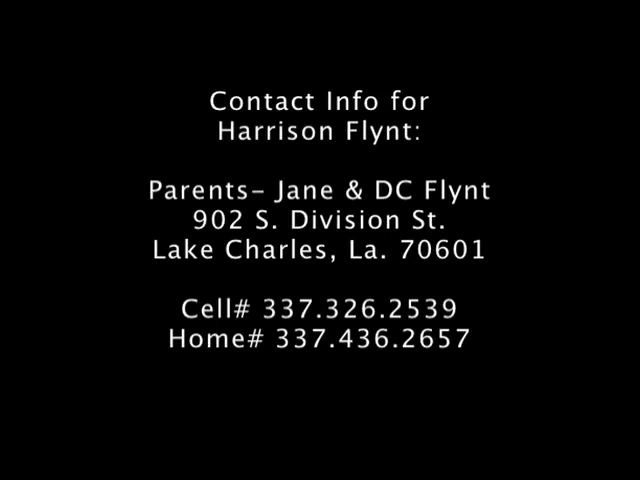 Contact Info for
Harrison Flynt:
Parents- Jane & DC Flynt
902 S. Division St.
Lake Charles, La. 70601
Cell# 337.326.2539
Home# 337.436.2657